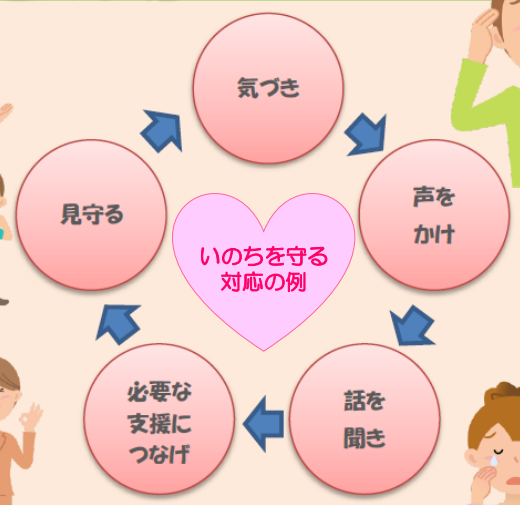 気づき
声を
かけ
話を
聞き
必要な
支援に
つなげ
見守る
いのちを守る
対応の例